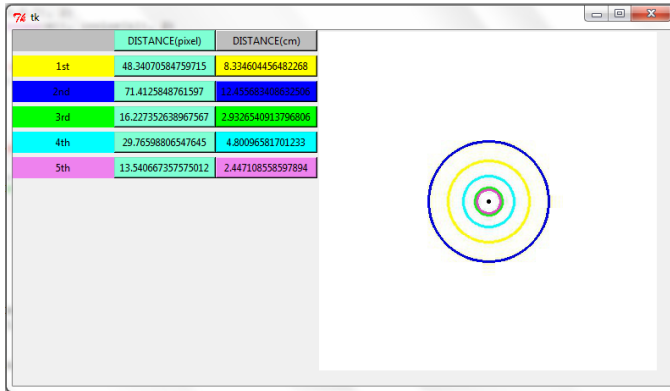 tk
DISTANCE(pixel) DISTANCE(cm)
1st 48.34070584759715 8.334604456482268
2nd 71.4125848761597
3rd 16.227352638967567 2.9326540913796806
4th 29.76598806547645 4.80096581701233
5th 13.540667357575012 2.447108558597894